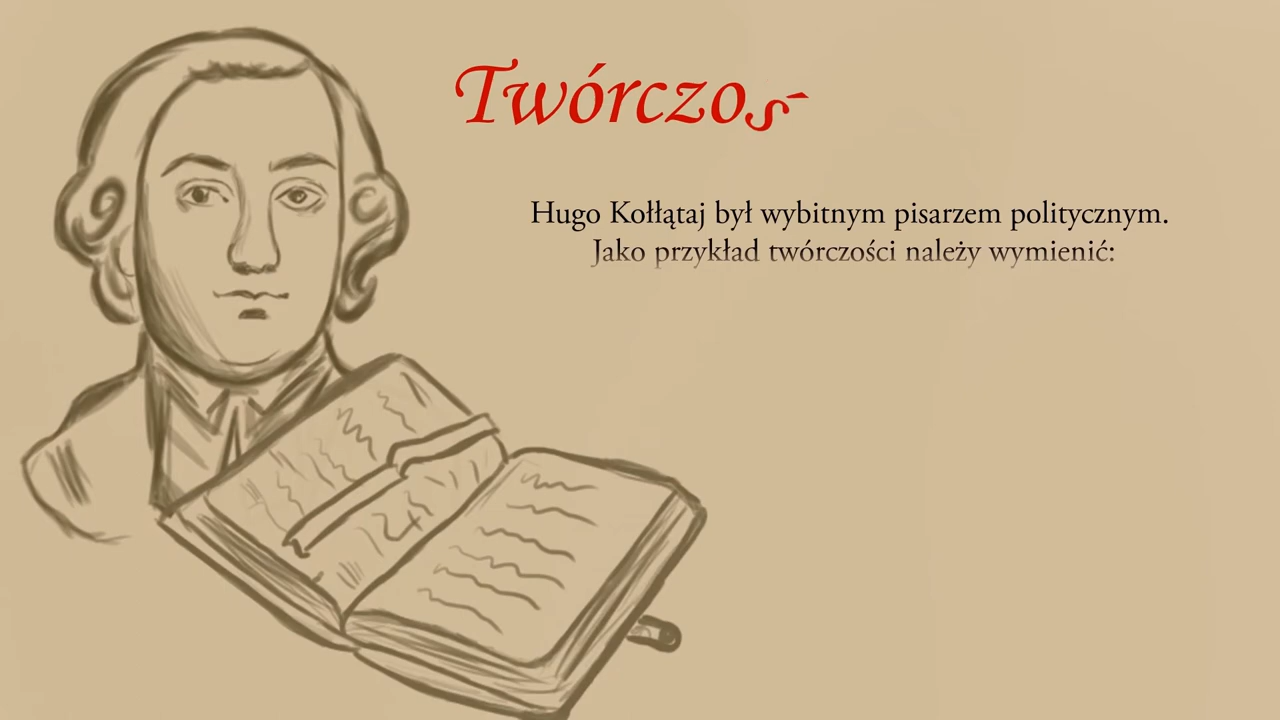 Twórczoś
Hugo Kołłątaj był wybitnym pisarzem politycznym.
Jako przykład twórczości należy wymienić: